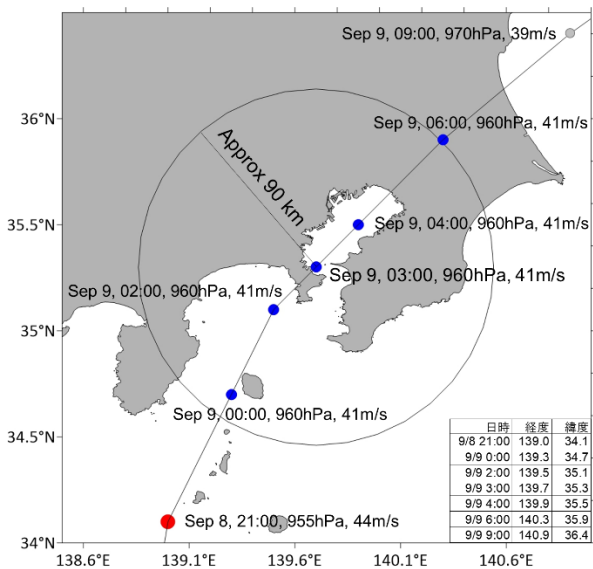 Sep 9, 09:00, 970hPa, 39m/s
36°N
Sep 9, 06:00, 960hPa, 41m/s
Approx 90 km
35.5°N
Sep 9, 04:00, 960hPa, 41m/s
Sep 9, 03:00, 960hPa, 41m/s
Sep 9, 02:00, 960hPa, 41m/s
35°N
Sep 9, 00:00, 960hPa, 41m/s
34.5°N
日時 経度 緯度
9/8 21:00 139.0 34.1
9/9 0:00 139.3 34.7
9/9 2:00 139.5 35.1
9/9 3:00 139.7 35.3
9/9 4:00 139.9 35.5
9/9 6:00 140.3 35.9
9/9 9:00 140.9 36.4
Sep 8, 21:00, 955hPa, 44m/s
34°N
138.6°E 139.1°E 139.6°E 140.1°E 140.6°E